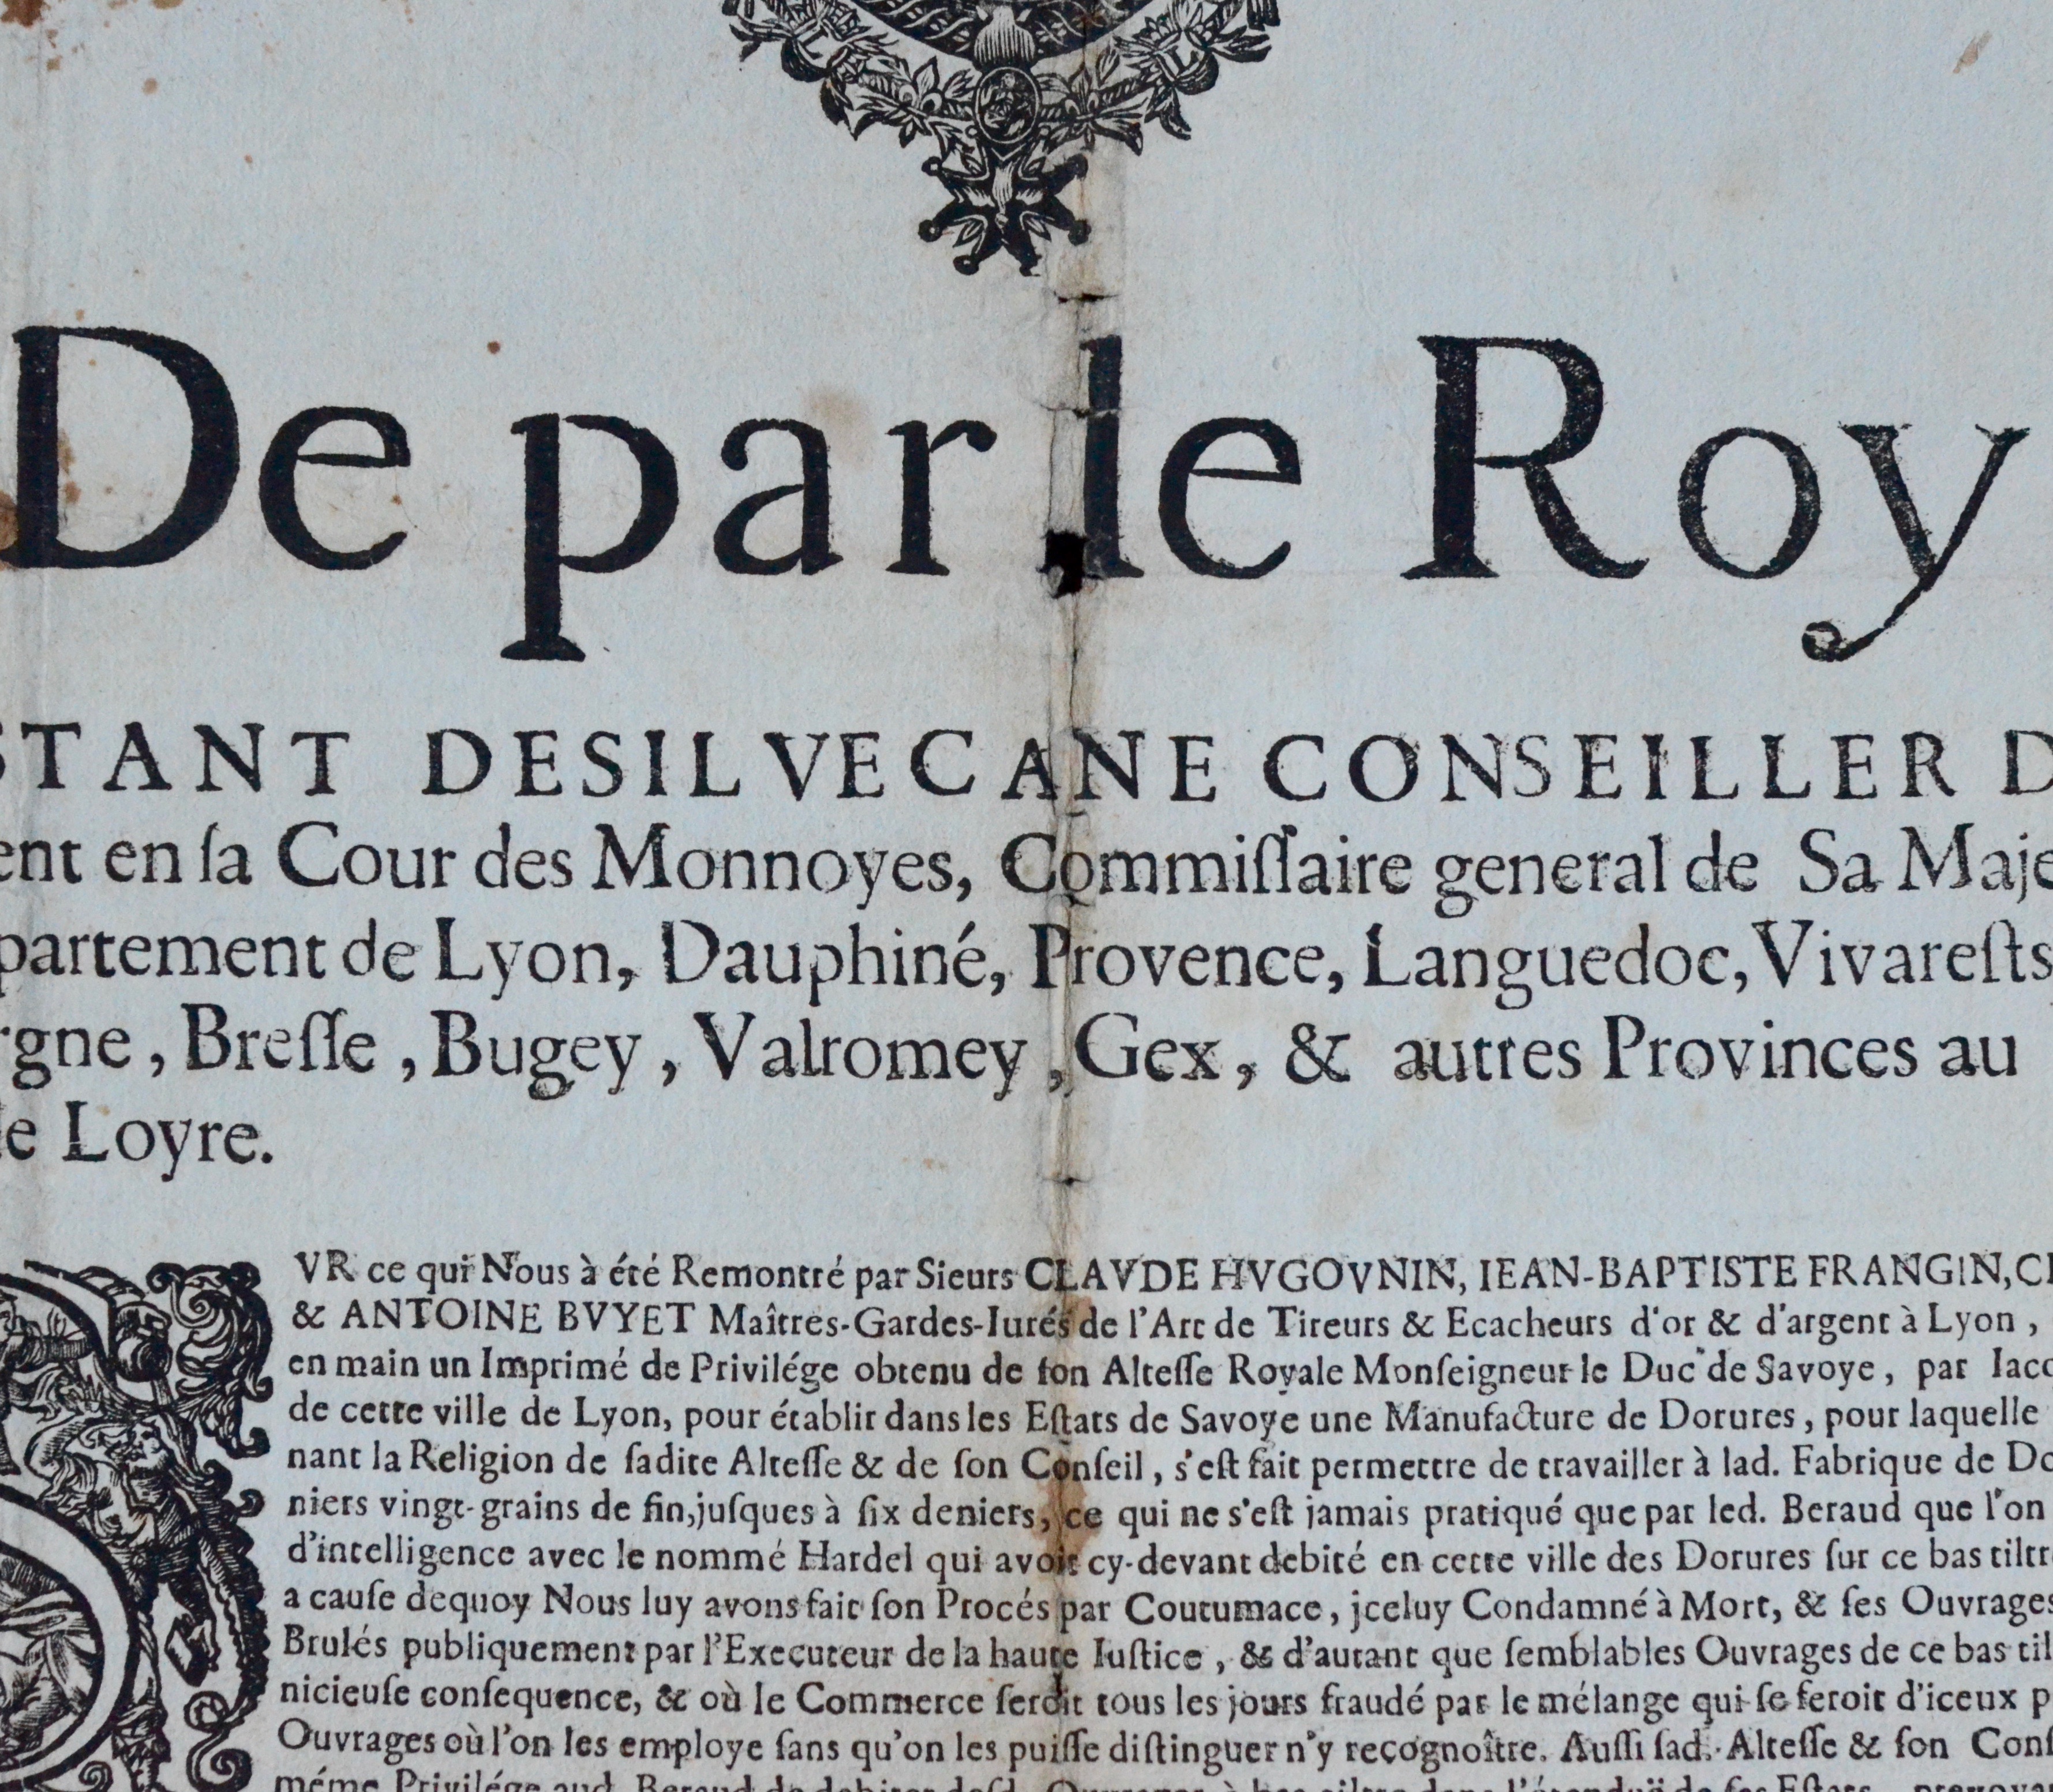 De par le Roy
STANT DESILVECANE CONSEILLER D
ent en ſa Cour des Monnoyes, Commiſſaire general de Sa Maje
partement de Lyon, Dauphiné, Provence, Languedoc, Vivareſts
rgne, Breſſe, Bugey, Valromey, Gex, & autres Provinces au
e Loyre.
VR ce qui Nous à été Remontré par Sieurs CLAVDE HVGOVNIN, IEAN-BAPTISTE FRANGIN, CL
& ANTOINE BVYET Maîtres-Gardes-Iurés de l'Art de Tireurs & Ecacheurs d'or & d'argent à Lyon,
en main un Imprimé de Privilége obtenu de ſon Alteſſe Royale Monſeigneur le Duc de Savoye, par Iacq
de cette ville de Lyon, pour établir dans les Eſtats de Savoye une Manufacture de Dorures, pour laquelle
nant la Religion de ſadite Alteſſe & de ſon Conſeil, s'eſt fait permettre de travailler à lad. Fabrique de Do
niers vingt-grains de fin, juſques à ſix deniers, ce qui ne s'eſt jamais pratiqué que par led. Beraud que l'on
d'intelligence avec le nommé Hardel qui avoit cy-devant debité en cette ville des Dorures ſur ce bas tiltr
a cauſe dequoy Nous luy avons fait ſon Procés par Coutumace, jceluy Condamné à Mort, & ſes Ouvrages
Brulés publiquement par l'Executeur de la haute Iuſtice, & d'autant que ſemblables Ouvrages de ce bas til
nicieuſe conſequence, & où le Commerce ſeroit tous les jours fraudé par le mélange qui ſe feroit d'iceux p
Ouvrages où l'on les employe ſans qu'on les puiſſe diſtinguer n'y recognoître. Auſſi ſad. Alteſſe & ſon Conſ
méme Privilége aud. Beraud de debiter